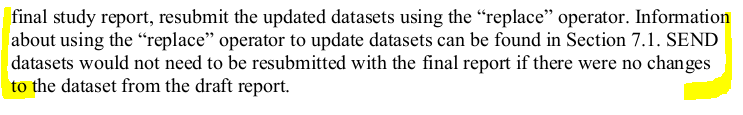 final study report, resubmit the updated datasets using the “replace” operator. Information
about using the “replace” operator to update datasets can be found in Section 7.1. SEND
datasets would not need to be resubmitted with the final report if there were no changes
to the dataset from the draft report.